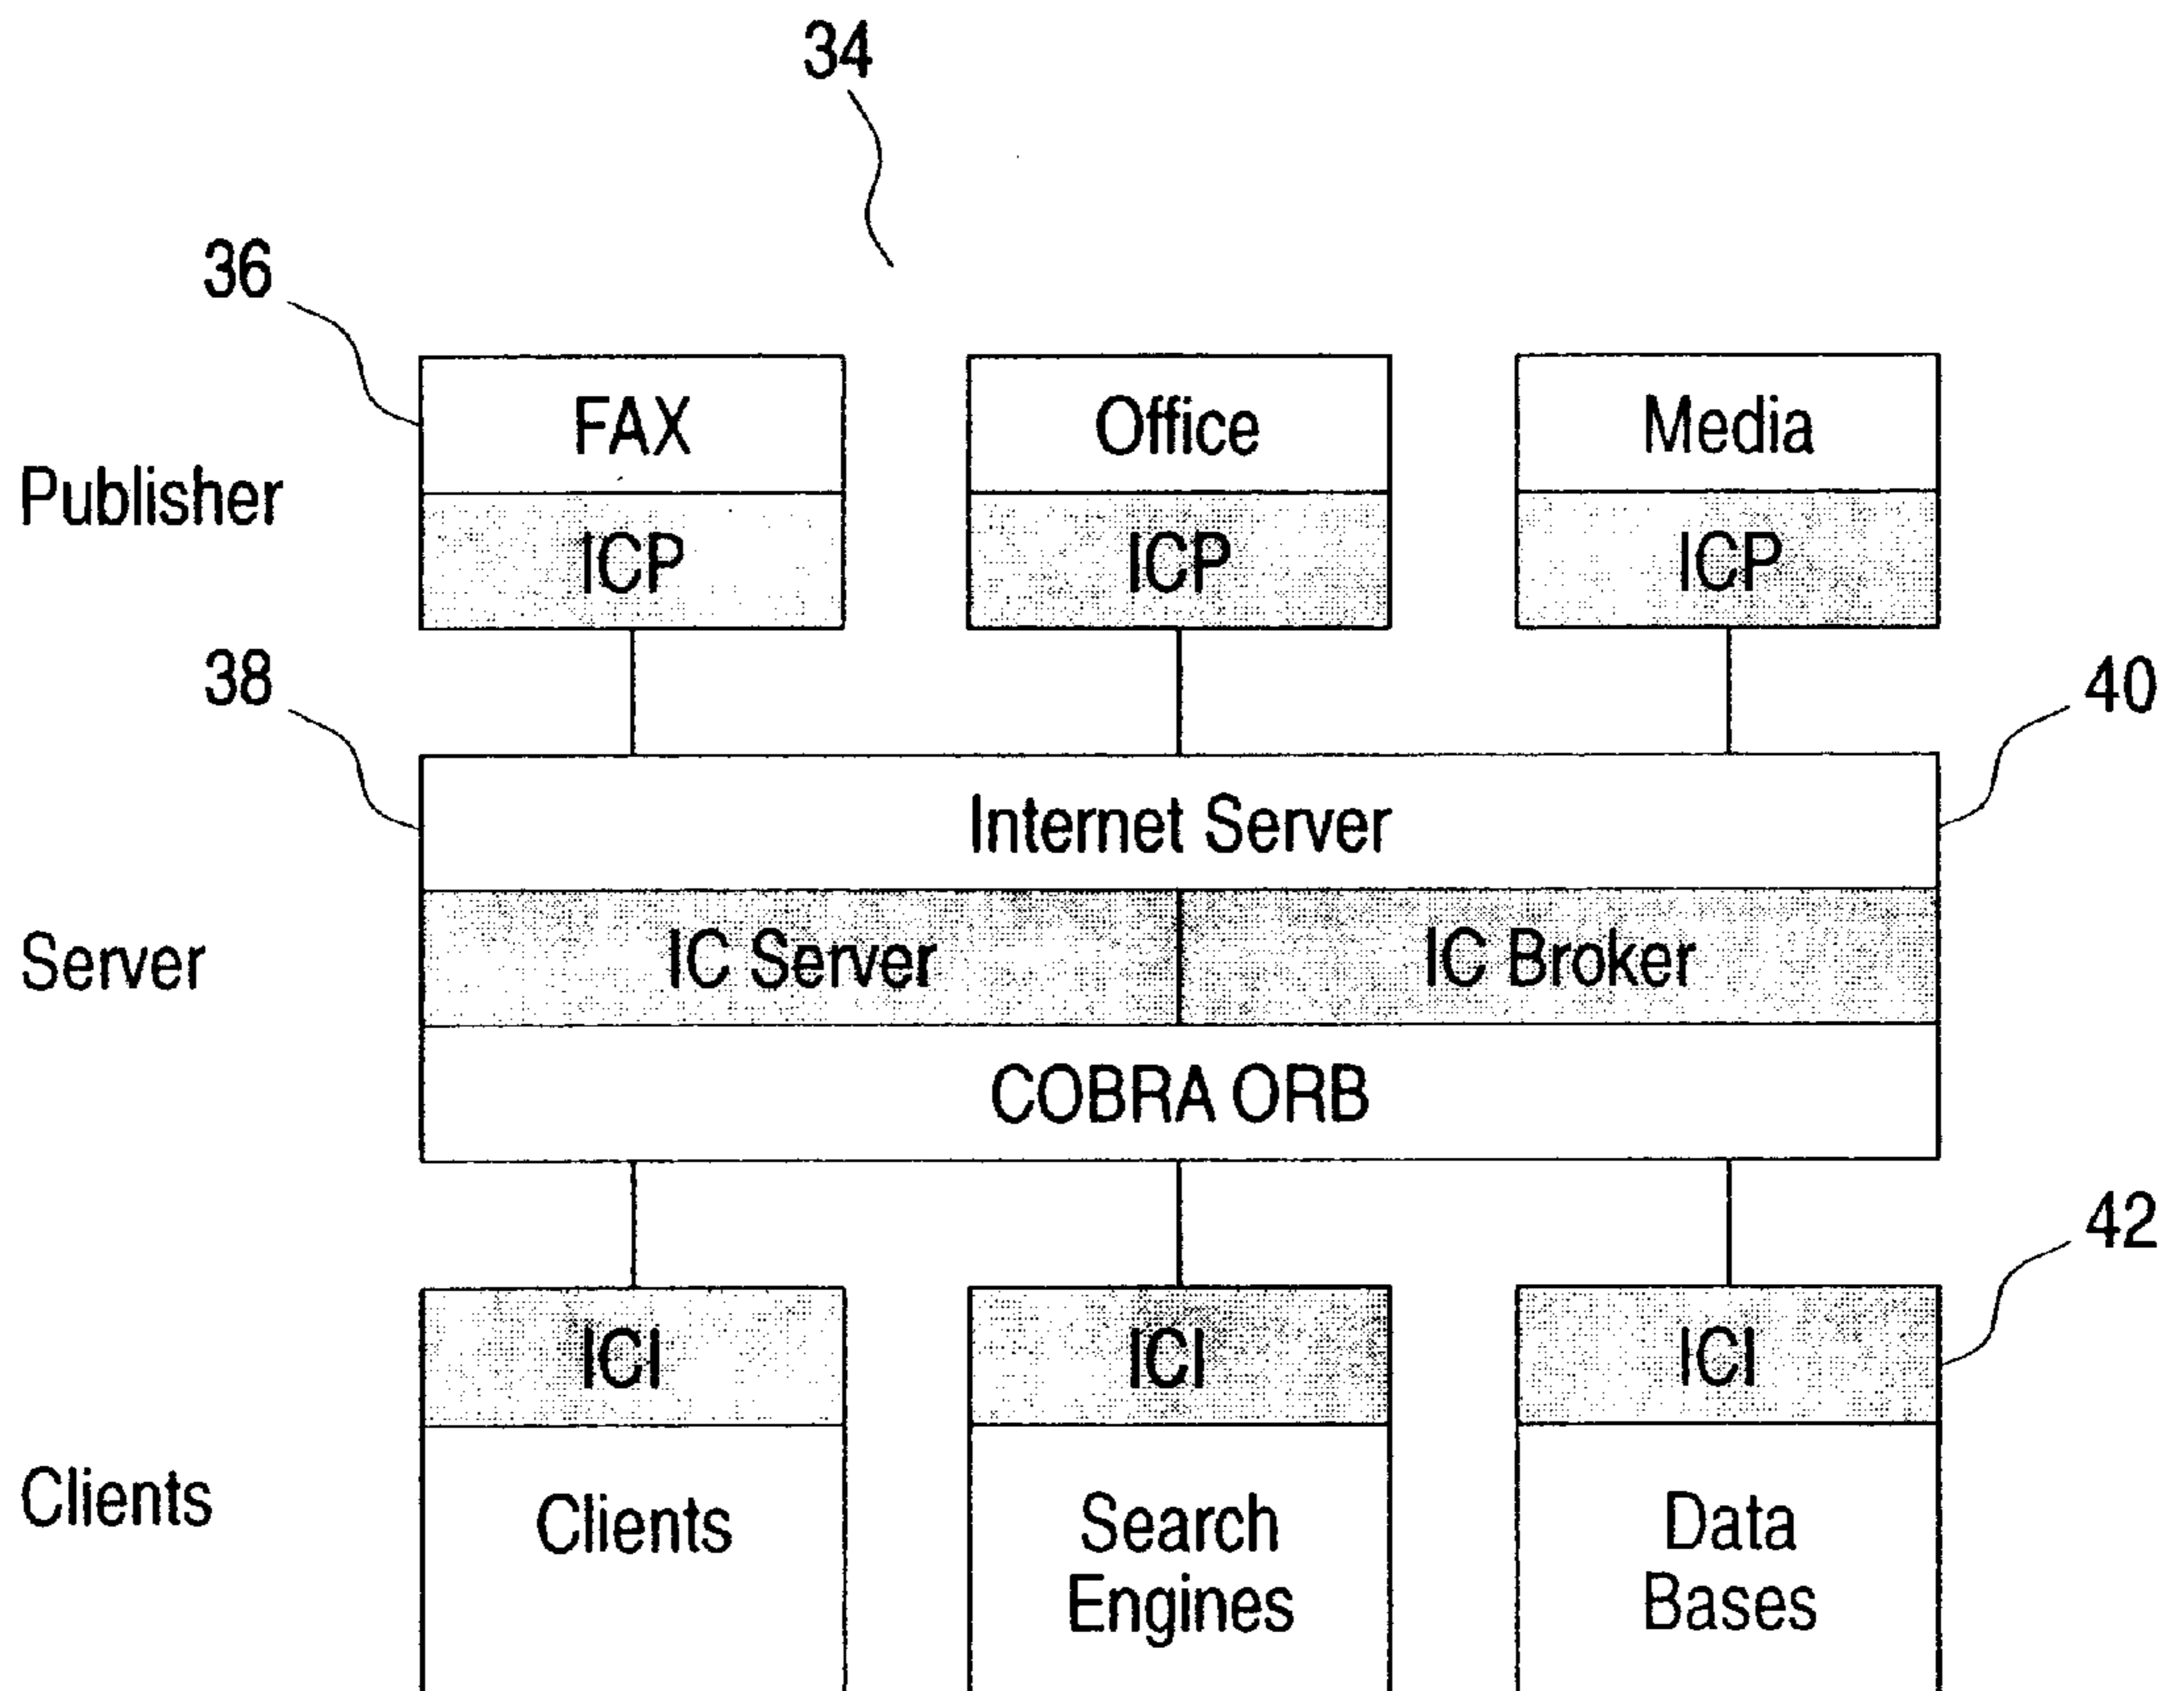 34
36
FAX
Office
Media
Publisher
ICP
ICP
ICP
38
40
Internet Server
Server
IC Server
IC Broker
COBRA ORB
42
ICI
ICI
ICI
Clients
Clients
Search
Engines
Data
Bases